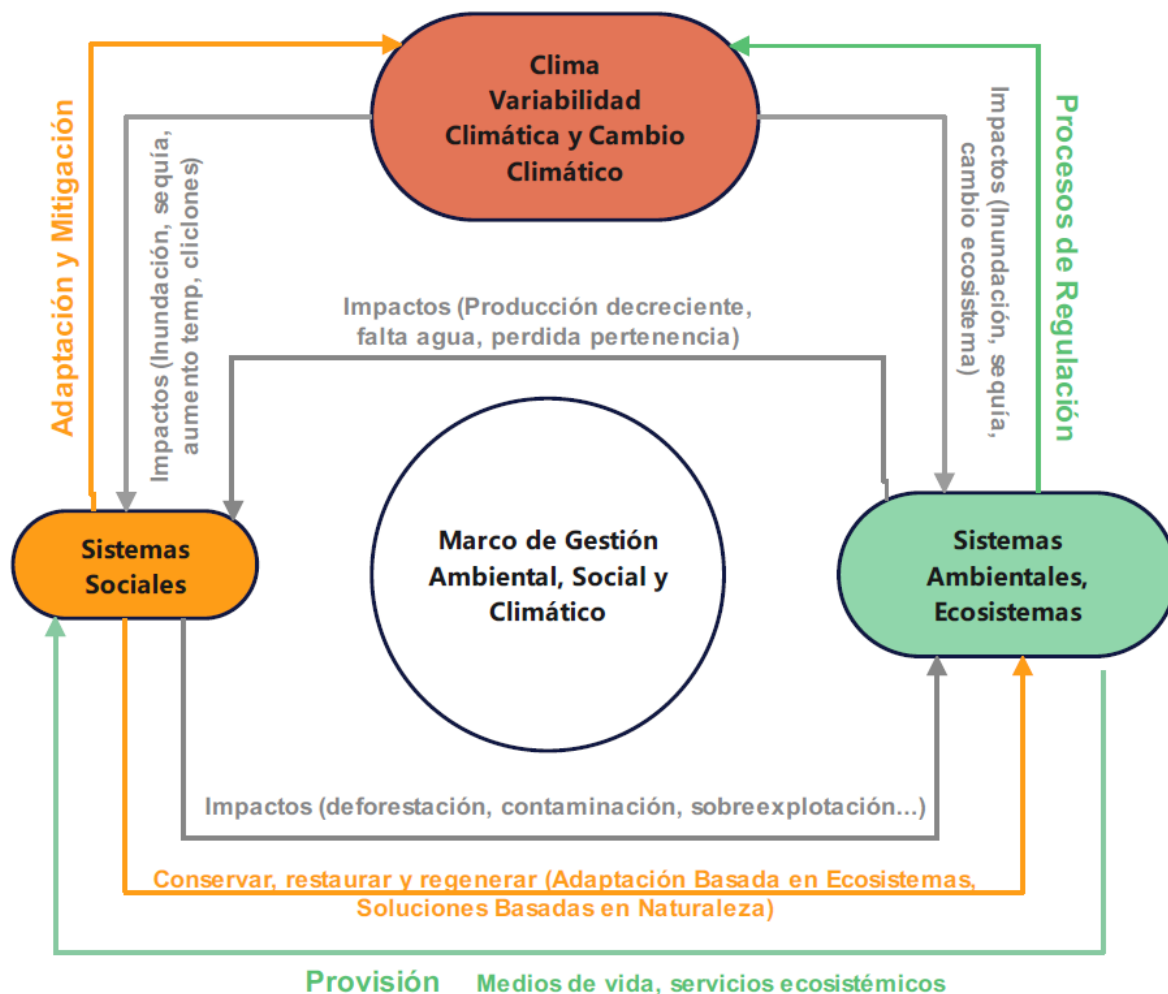 Clima
Variabilidad
Climática y Cambio
Climático
Adaptación y Mitigación
Impactos (Inundación, sequía,
aumento temp, cliclones)
Impactos (Inundación, sequía,
cambio ecosistema)
Procesos de Regulación
Impactos (Producción decreciente,
falta agua, perdida pertenencia)
Sistemas
Sociales
Marco de Gestión
Ambiental, Social y
Climático
Sistemas
Ambientales,
Ecosistemas
Impactos (deforestación, contaminación, sobreexplotación...)
Conservar, restaurar y regenerar (Adaptación Basada en Ecosistemas,
Soluciones Basadas en Naturaleza)
Provisión Medios de vida, servicios ecosistémicos